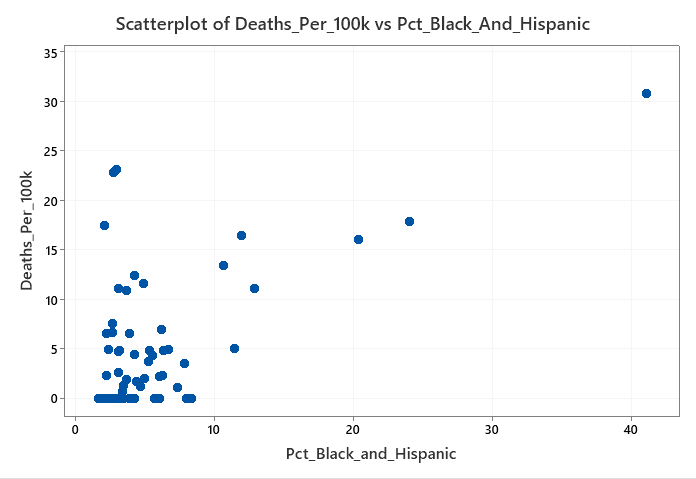 Scatterplot of Deaths_Per_100k vs Pct_Black_And_Hispanic
35
30
25
20
15
10
5
0
Deaths_Per_100k
0 10 20 30 40
Pct_Black_and_Hispanic